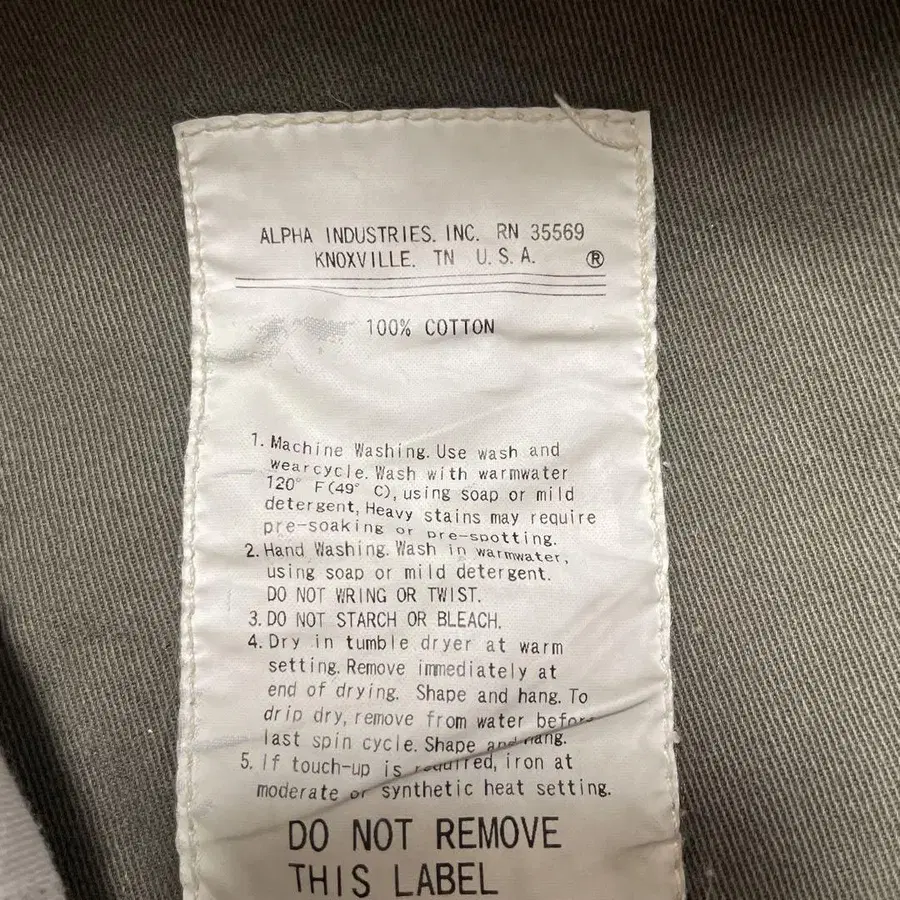 ALPHA INDUSTRIES. INC. RN 35569
KNOXVILLE. TN U.S.A. ®
100% COTTON
1. Machine Washing. Use wash and
wearcycle. Wash with warmwater
120° F(49° C), using soap or mild
detergent, Heavy stains may require
pre-soaking or pre-spotting.
2. Hand Washing. Wash in warmwater,
using soap or mild detergent.
DO NOT WRING OR TWIST.
3. DO NOT STARCH OR BLEACH.
4. Dry in tumble dryer at warm
setting. Remove immediately at
end of drying. Shape and hang. To
drip dry, remove from water before
last spin cycle. Shape and hang.
5. If touch-up is required, iron at
moderate or synthetic heat setting.
DO NOT REMOVE
THIS LABEL